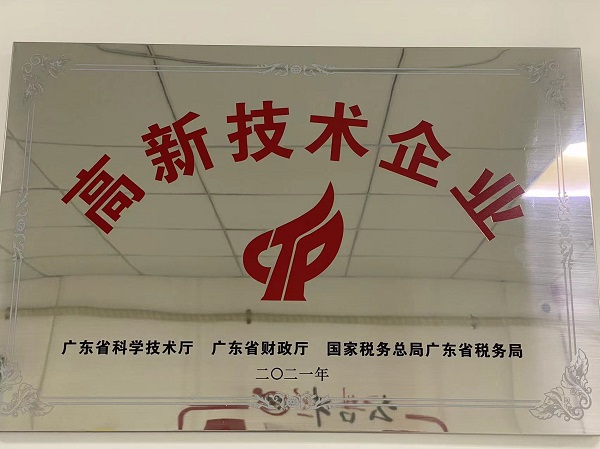 高新技术企业
广东省科学技术厅 广东省财政厅 国家税务总局广东省税务局
二〇二一年